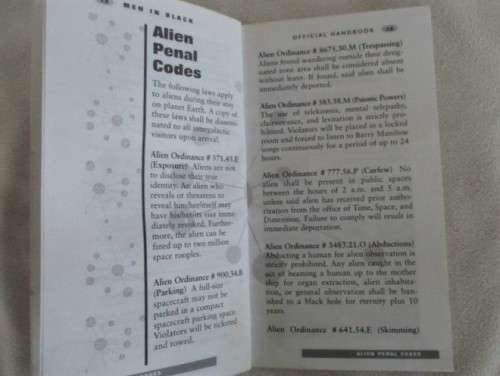 MEN IN BLACK
Alien
Penal
Codes
The following laws apply
to aliens during their stay
on planet Earth. A copy of
these laws shall be dissemi-
nated to all intergalactic
visitors upon arrival.
Alien Ordinance # 371.43.E
(Exposure) Aliens are not
to disclose their true
identity. An alien who
reveals or threatens to
reveal him/her/itself may
have his/her/its visa imme-
diately revoked. Further-
more, the alien can be
fined up to two million
space rooples.
Alien Ordinance # 900.34.B
(Parking) A full-size
spacecraft may not be
parked in a compact
spacecraft parking space.
Violators will be ticketed
and towed.
OFFICIAL HANDBOOK
Alien Ordinance # 8675.30.M (Trespassing)
Aliens found wandering outside their desig-
nated zone area shall be considered absent
without leave. If found, said alien shall be
immediately deported.
Alien Ordinance # 583.38.M (Psionic Powers)
The use of telekinesis, mental telepathy,
clairvoyance, and levitation is strictly pro-
hibited. Violators will be placed in a locked
room and forced to listen to Barry Manilow
songs continuously for a period of up to 24
hours.
Alien Ordinance # 777.58.P (Curfew) No
alien shall be present in public spaces
between the hours of 2 a.m. and 5 a.m.
unless said alien has received prior autho-
rization from the office of Time, Space, and
Dimension. Failure to comply will result in
immediate deportation.
Alien Ordinance # 3453.21.O (Abductions)
Abducting a human for alien observation is
strictly prohibited. Any alien caught in the
act of beaming a human up to the mother
ship for organ extraction, alien inhabita-
tion, or general observation shall be ban-
ished to a black hole for eternity plus 10
years.
Alien Ordinance # 641.54.E (Skimming)
ALIEN PENAL CODES